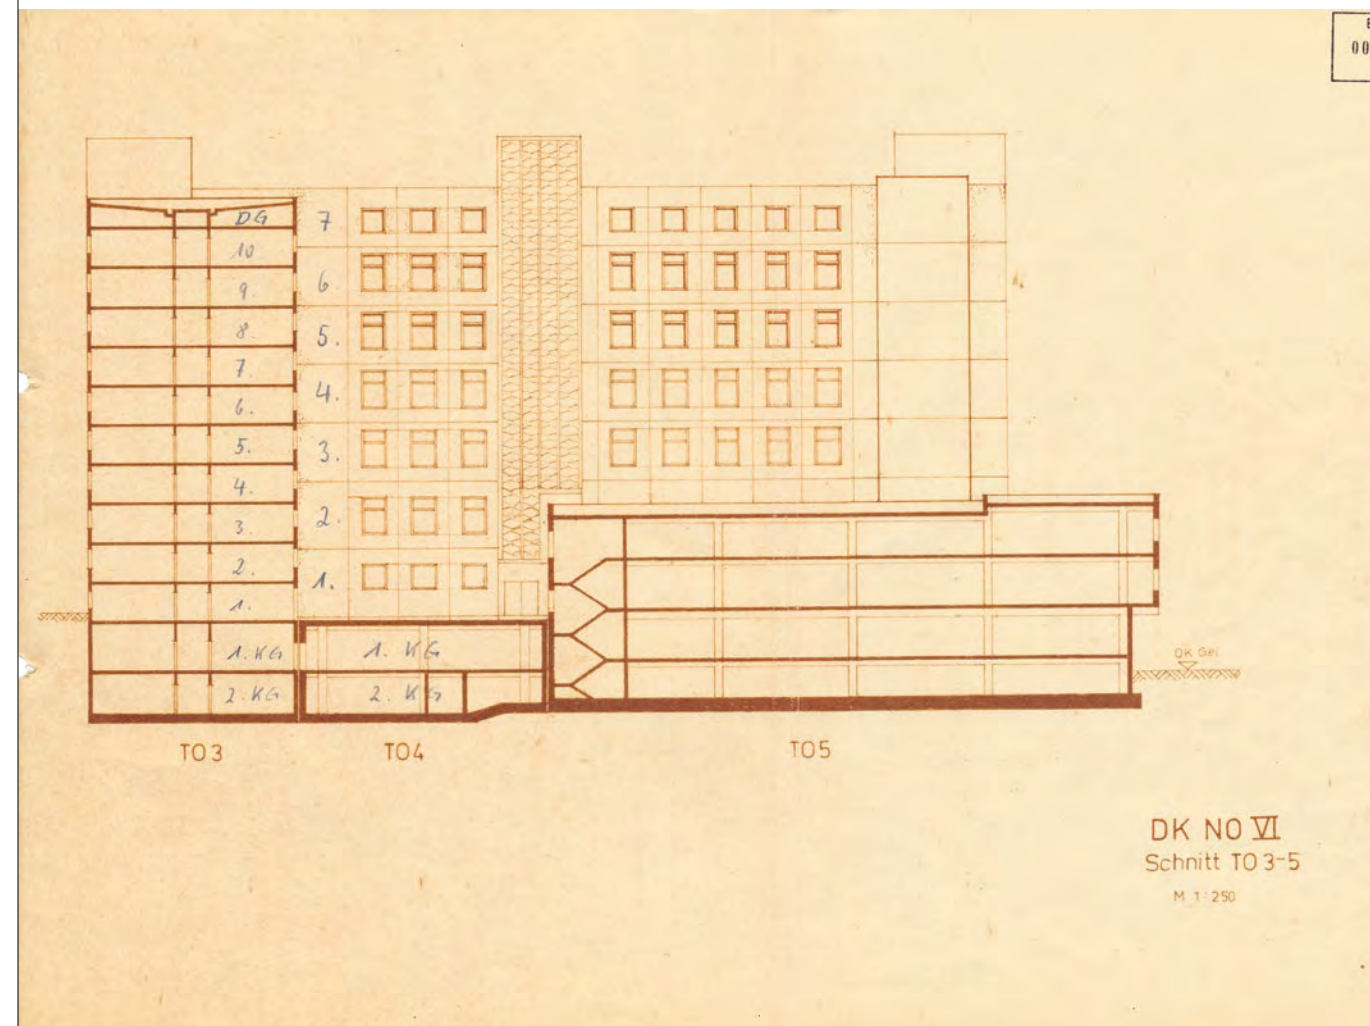 00
DG
10
9.
8.
7.
6.
5.
4.
3.
2.
1.
1. KG
2. KG
7.
6.
5.
4.
3.
2.
1.
1. KG
2. KG
OK Gel.
TO3
TO4
TO5
DK NO VI
Schnitt TO 3-5
M 1:250